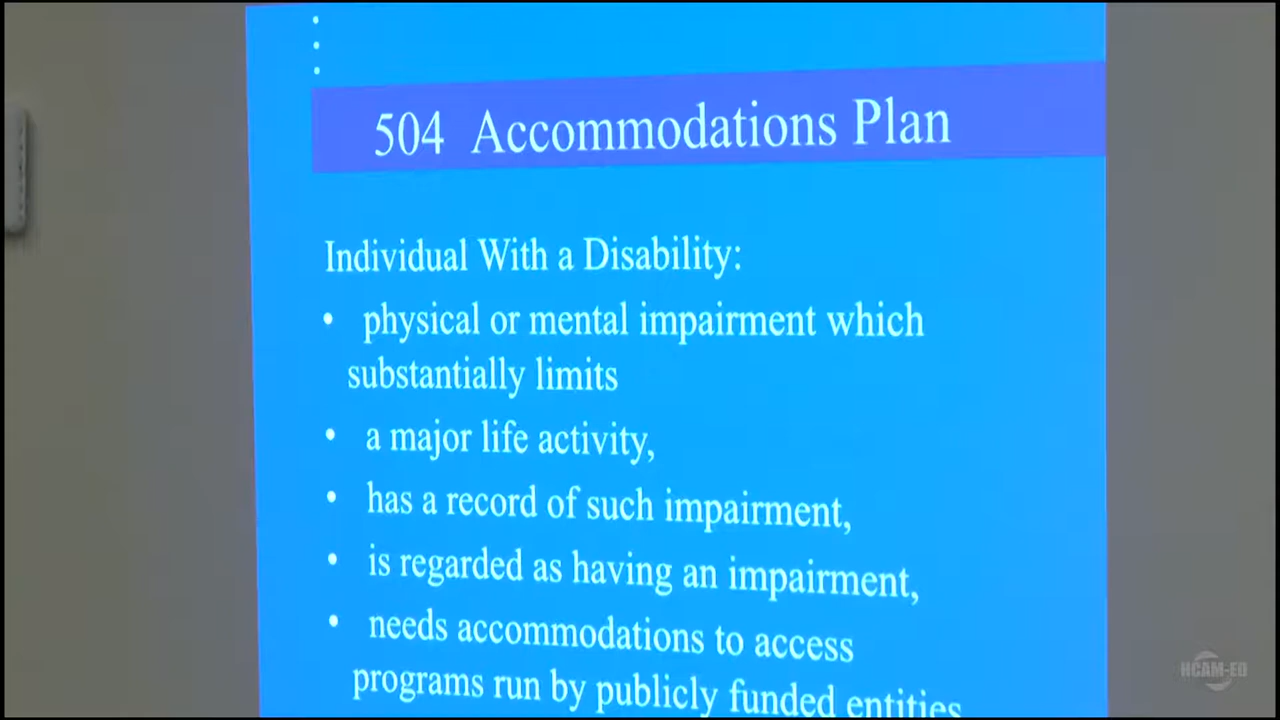 504 Accommodations Plan
Individual With a Disability:
• physical or mental impairment which
substantially limits
• a major life activity,
• has a record of such impairment,
• is regarded as having an impairment,
• needs accommodations to access
programs run by publicly funded entities
HCAM-ED